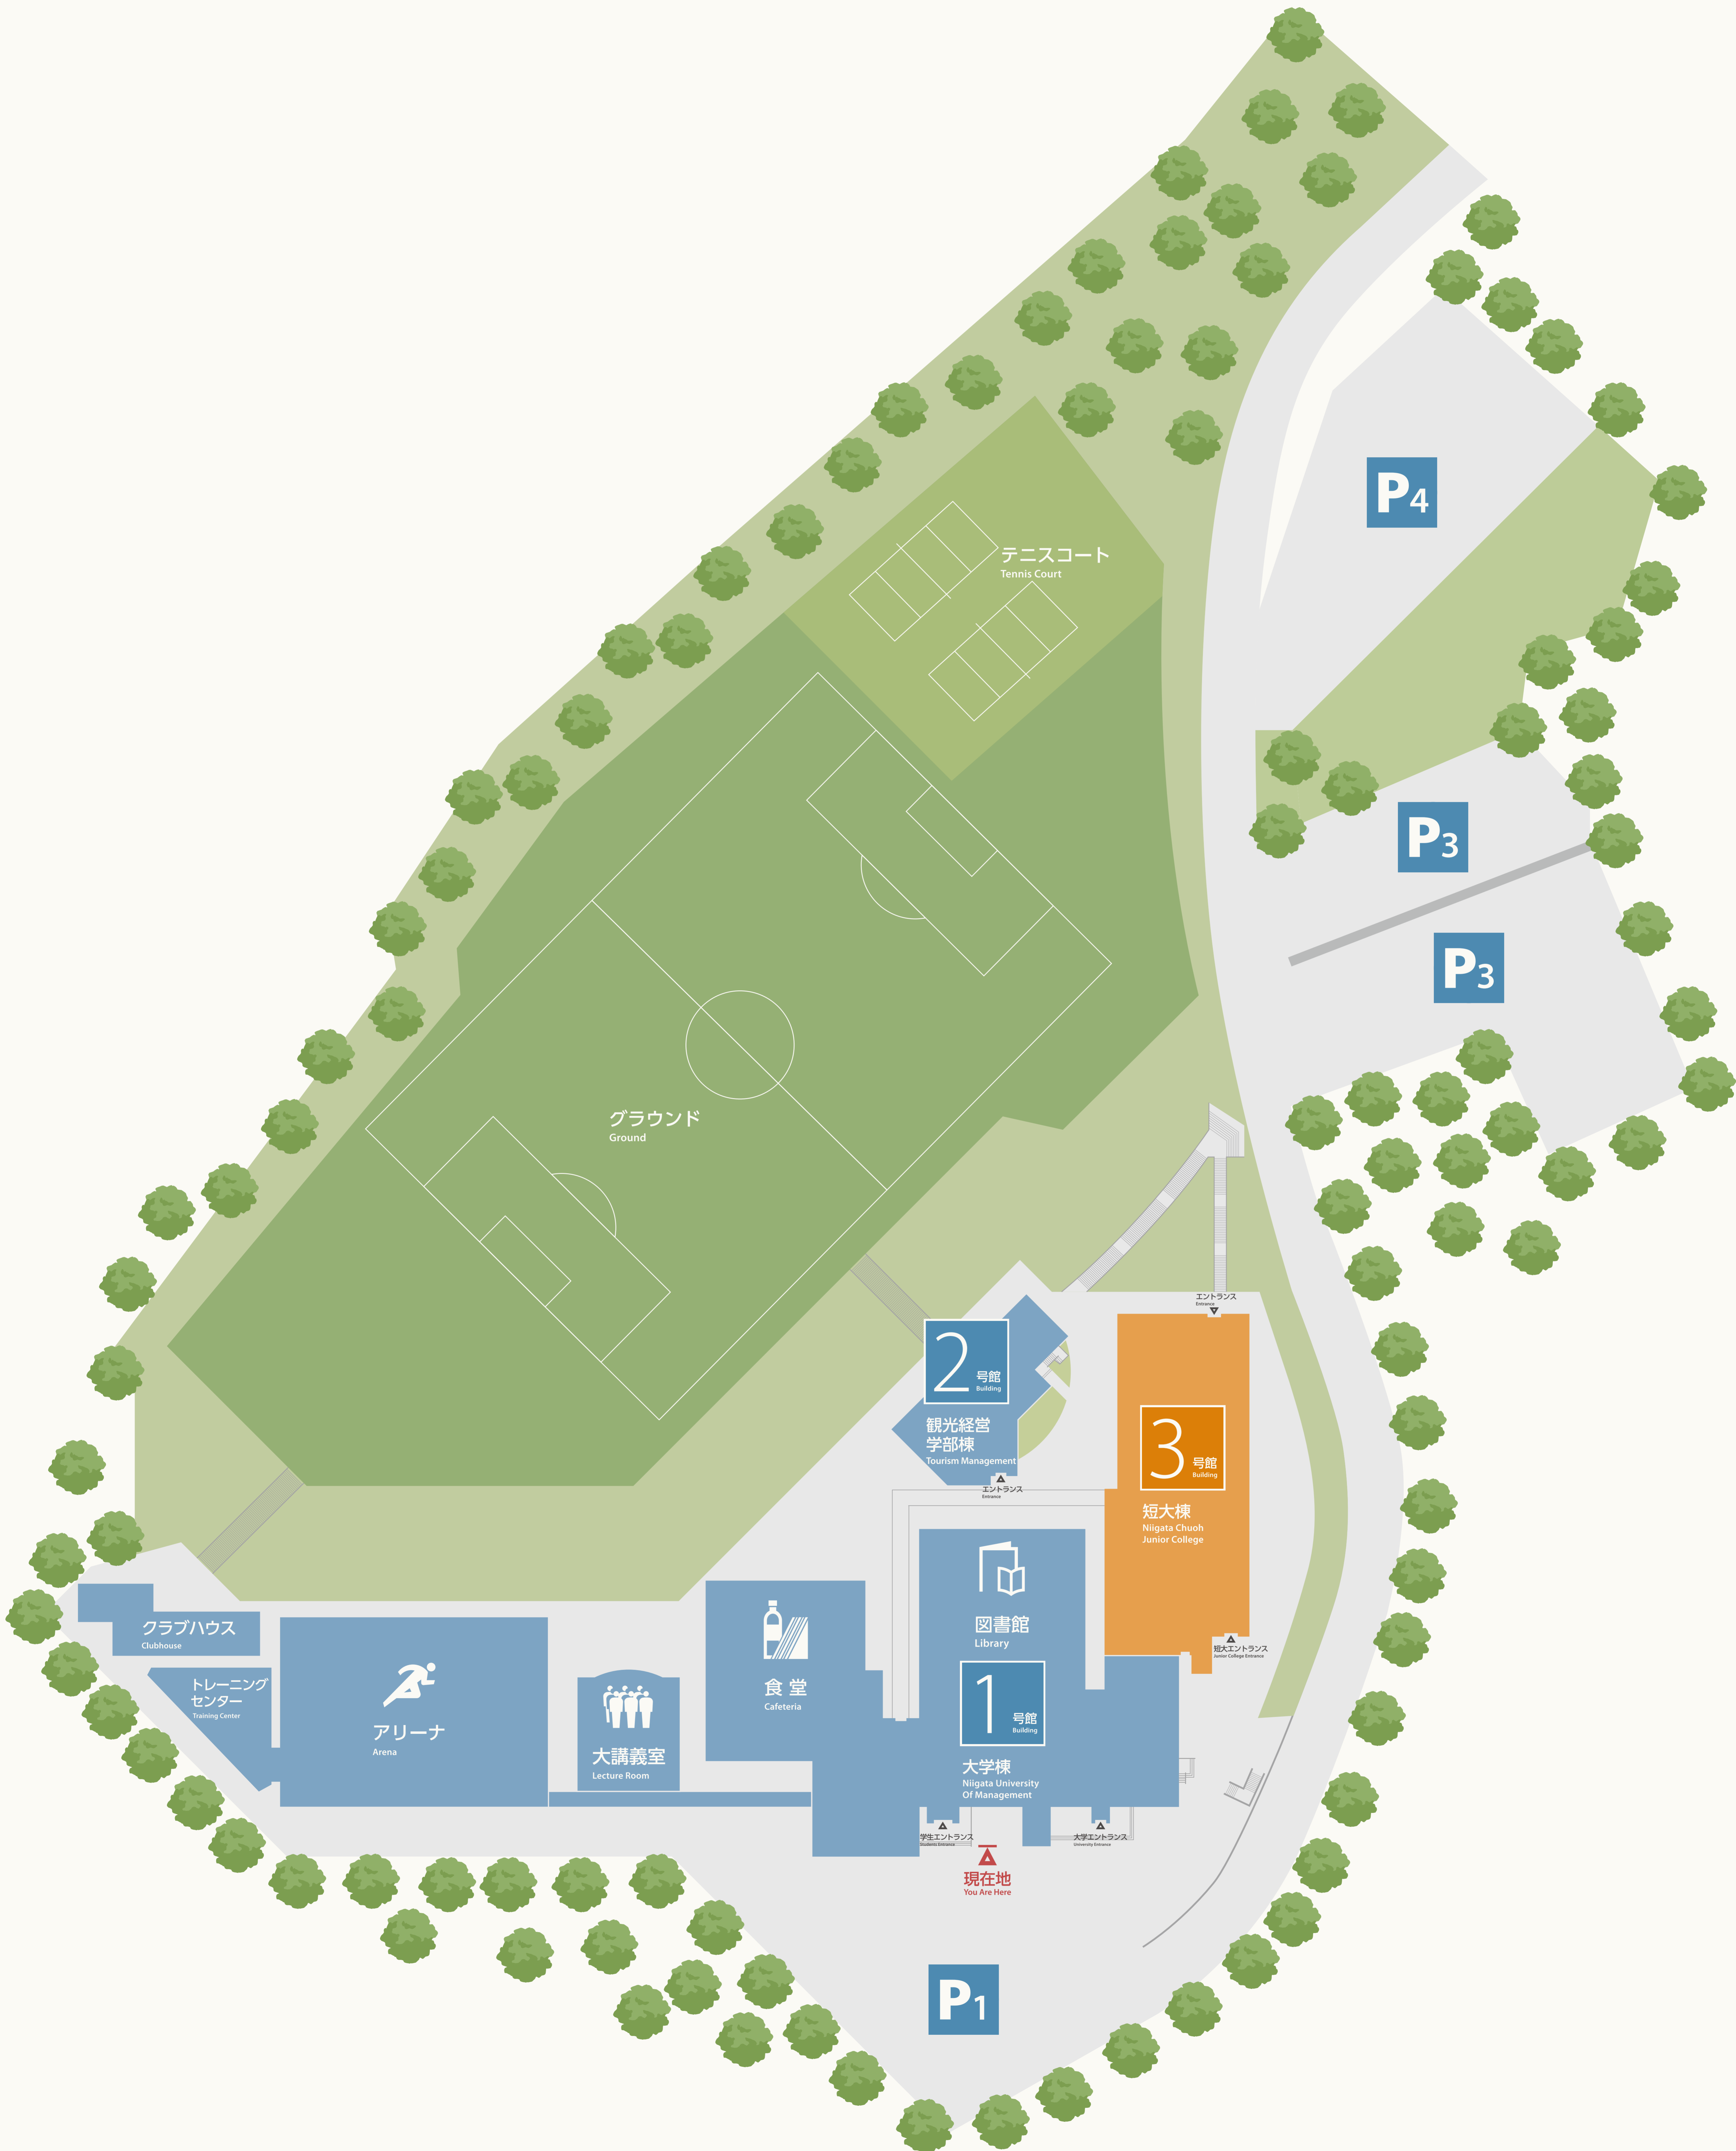 P4
テニスコート
Tennis Court
P3
P3
グラウンド
Ground
エントランス
Entrance
2
号館
Building
観光経営
学部棟
Tourism Management
エントランス
Entrance
3
号館
Building
短大棟
Niigata Chuoh
Junior College
短大エントランス
Junior College Entrance
図書館
Library
1
号館
Building
大学棟
Niigata University
Of Management
食堂
Cafeteria
大講義室
Lecture Room
アリーナ
Arena
クラブハウス
Clubhouse
トレーニング
センター
Training Center
学生エントランス
Students Entrance
大学エントランス
University Entrance
現在地
You Are Here
P1